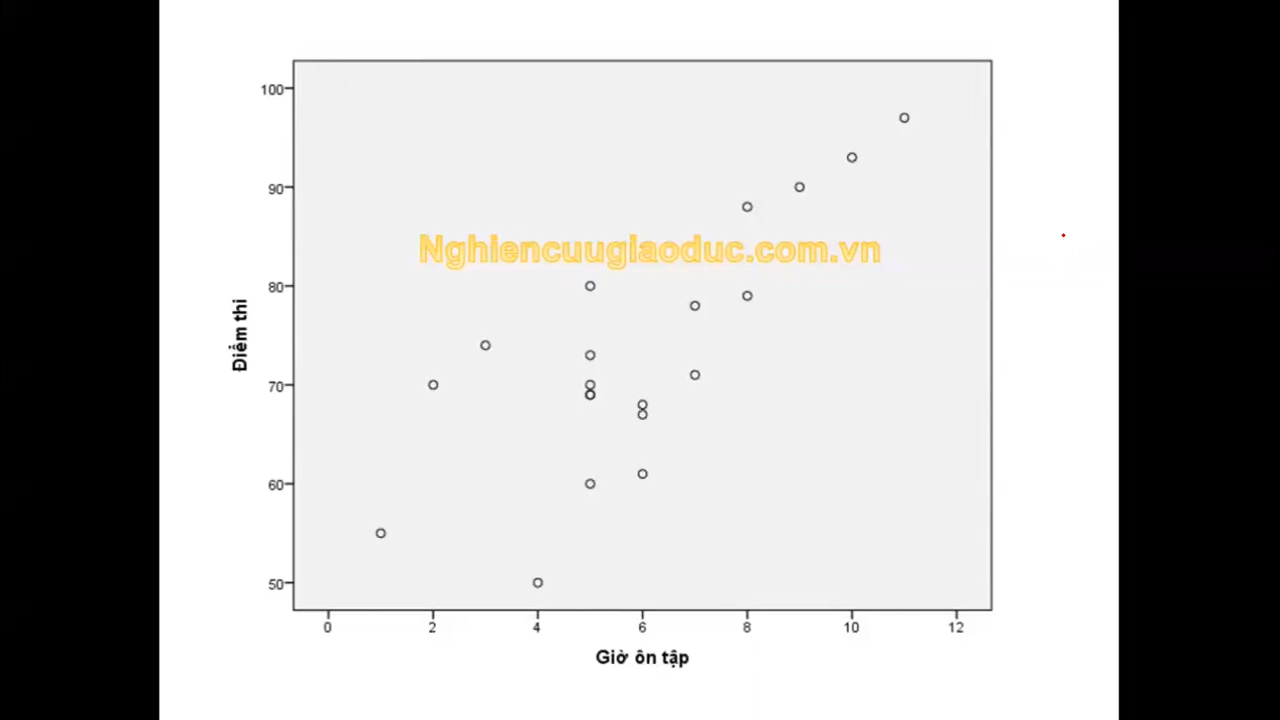 100
90
Nghiencuugiaoduc.com.vn
80
Điểm thi
70
60
50
0 2 4 6 8 10 12
Giờ ôn tập